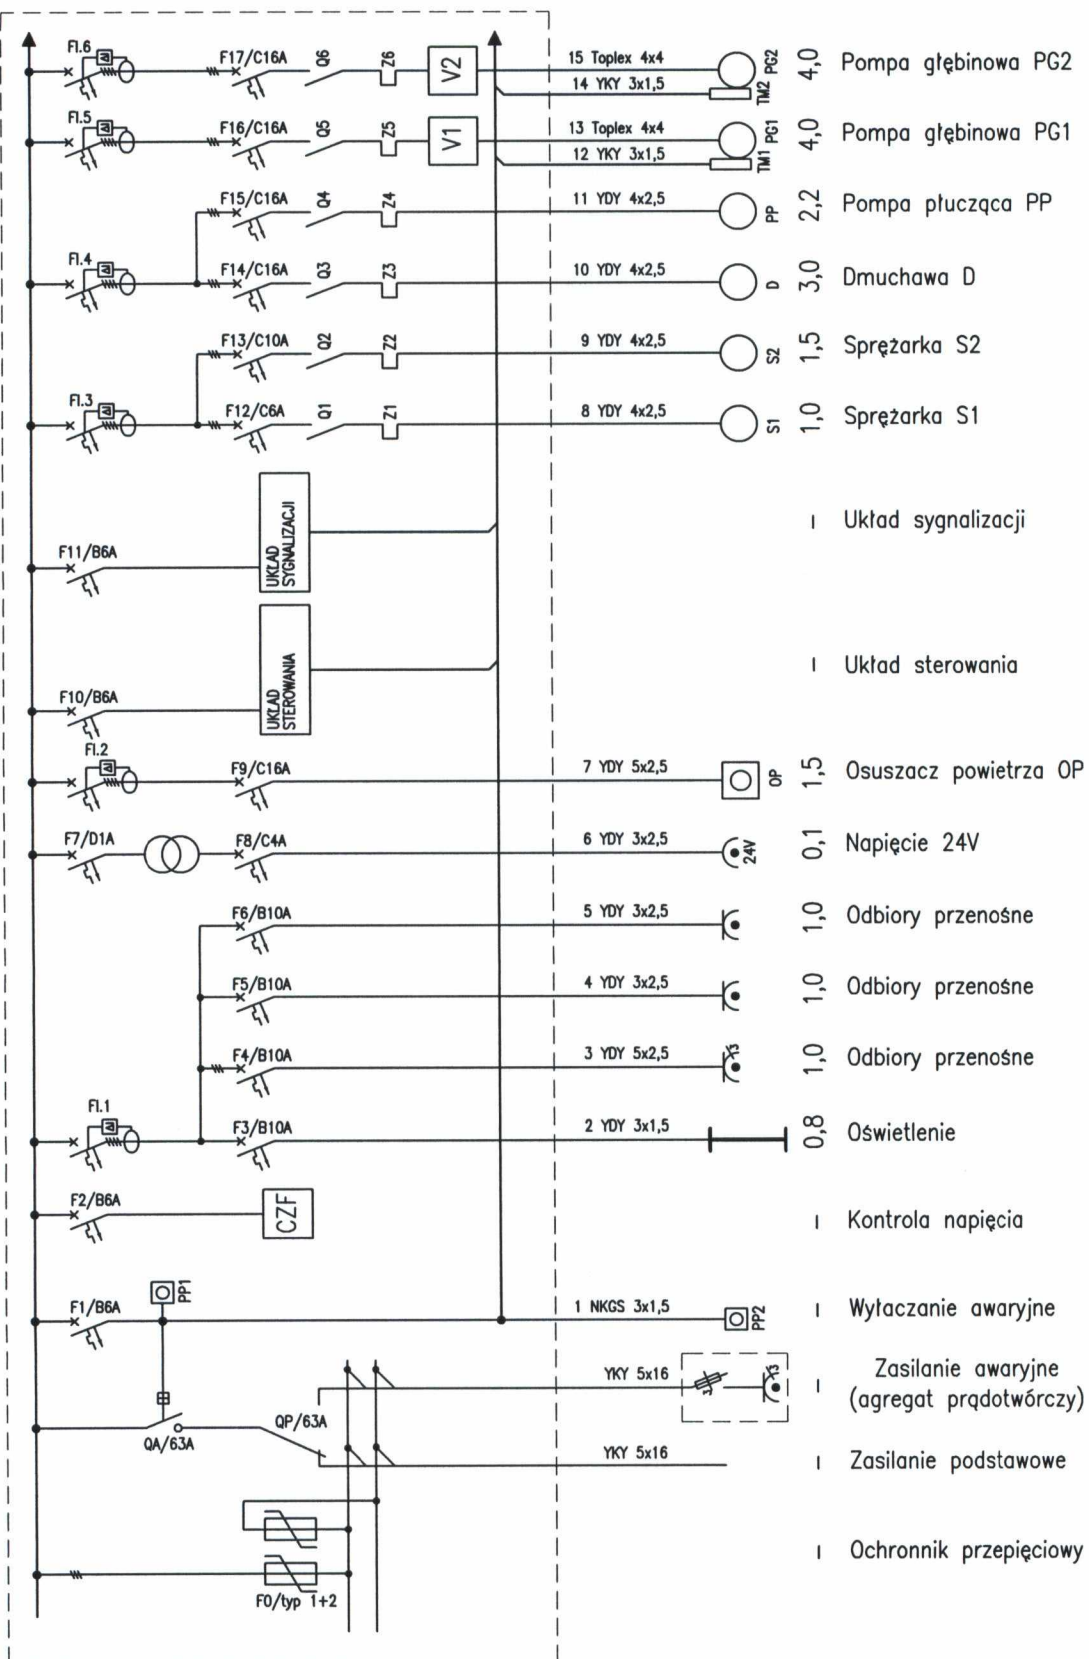 FI.6 F17/C16A Q6 Z6 V2 15 Toplex 4x4 PG2 4,0 Pompa głębinowa PG2
14 YKY 3x1,5 TM2
FI.5 F16/C16A Q5 Z5 V1 13 Toplex 4x4 PG1 4,0 Pompa głębinowa PG1
12 YKY 3x1,5 TM1
F15/C16A Q4 Z4 11 YDY 4x2,5 PP 2,2 Pompa płucząca PP
FI.4 F14/C16A Q3 Z3 10 YDY 4x2,5 D 3,0 Dmuchawa D
F13/C10A Q2 Z2 9 YDY 4x2,5 S2 1,5 Sprężarka S2
FI.3 F12/C6A Q1 Z1 8 YDY 4x2,5 S1 1,0 Sprężarka S1
F11/B6A UKŁAD SYGNALIZACJI – Układ sygnalizacji
F10/B6A UKŁAD STEROWANIA – Układ sterowania
FI.2 F9/C16A 7 YDY 5x2,5 OP 1,5 Osuszacz powietrza OP
F7/D1A F8/C4A 6 YDY 3x2,5 24V 0,1 Napięcie 24V
F6/B10A 5 YDY 3x2,5 1,0 Odbiory przenośne
F5/B10A 4 YDY 3x2,5 1,0 Odbiory przenośne
F4/B10A 3 YDY 5x2,5 3 1,0 Odbiory przenośne
FI.1 F3/B10A 2 YDY 3x1,5 0,8 Oświetlenie
F2/B6A CZF – Kontrola napięcia
F1/B6A PP1 1 NKGS 3x1,5 PP2 – Wyłaczanie awaryjne
YKY 5x16 3 – Zasilanie awaryjne
(agregat prądotwórczy)
QA/63A QP/63A
YKY 5x16 – Zasilanie podstawowe
F0/typ 1+2 – Ochronnik przepięciowy